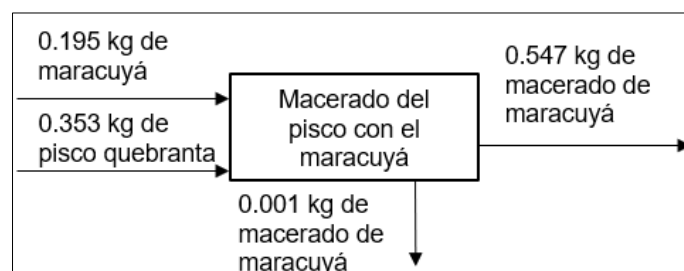 0.195 kg de
maracuyá
0.353 kg de
pisco quebranta
Macerado del
pisco con el
maracuyá
0.547 kg de
macerado de
maracuyá
0.001 kg de
macerado de
maracuyá